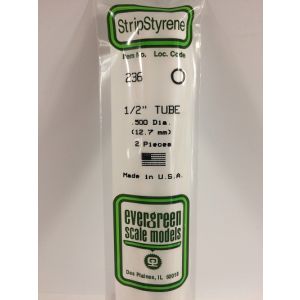 StripStyrene
Item No. Loc. Code
236
1/2" TUBE
.500 Dia.
(12.7 mm)
2 Pieces
Made in U.S.A.
evergreen
scale models
Des Plaines, IL 60018